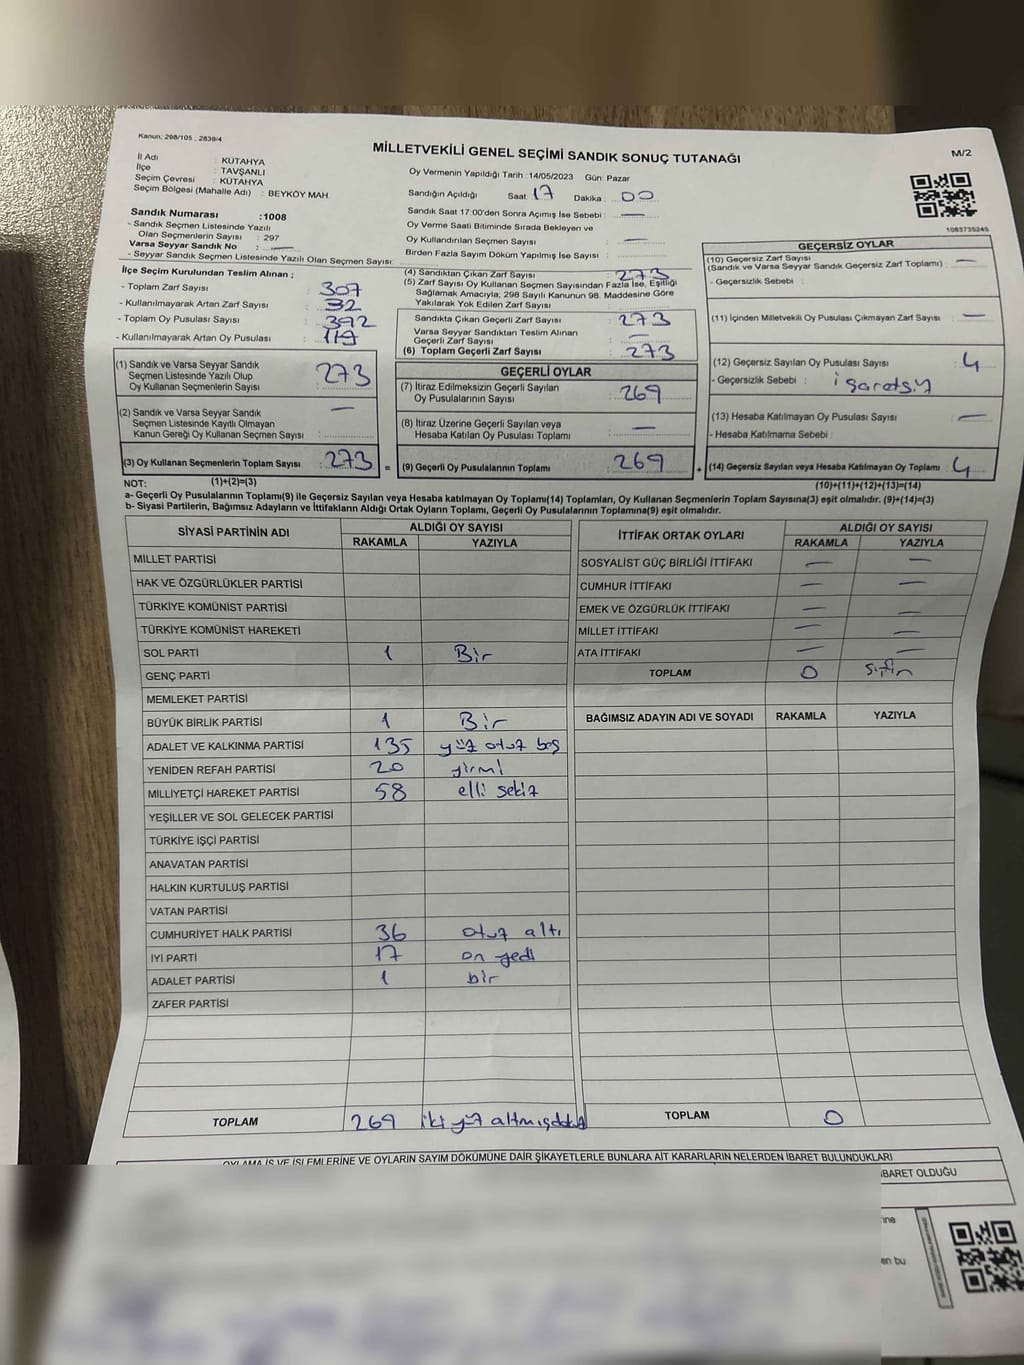 Kanun: 298/105 , 2839/4
MİLLETVEKİLİ GENEL SEÇİMİ SANDIK SONUÇ TUTANAĞI
M/2
İl Adı : KÜTAHYA
İlçe : TAVŞANLI
Seçim Çevresi : KÜTAHYA
Seçim Bölgesi (Mahalle Adı) : BEYKÖY MAH.
Sandık Numarası :1008
- Sandık Seçmen Listesinde Yazılı
Olan Seçmenlerin Sayısı : 297
Varsa Seyyar Sandık No : —
- Seyyar Sandık Listesinde Yazılı Olan Seçmen Sayısı:
Oy Vermenin Yapıldığı Tarih : 14/05/2023 Gün: Pazar
Sandığın Açıldığı Saat: 17 Dakika : 00
Sandık Saat 17:00'den Sonra Açımış İse Sebebi : —
Oy Verme Saati Bitiminde Sırada Bekleyen ve
Oy Kullandırılan Seçmen Sayısı : —
Birden Fazla Sayım Döküm Yapılmış İse Sayısı :
1083735245
İlçe Seçim Kurulundan Teslim Alınan ;
- Toplam Zarf Sayısı : 307
- Kullanılmayarak Artan Zarf Sayısı : 32
- Toplam Oy Pusulası Sayısı : 392
- Kullanılmayarak Artan Oy Pusulası : 119
(4) Sandıktan Çıkan Zarf Sayısı : 273
(5) Zarf Sayısı Oy Kullanan Seçmen Sayısından Fazla İse, Eşitliği
Sağlamak Amacıyla, 298 Sayılı Kanunun 98. Maddesine Göre
Yakılarak Yok Edilen Zarf Sayısı :
Sandıkta Çıkan Geçerli Zarf Sayısı : 273
Varsa Seyyar Sandıktan Teslim Alınan
Geçerli Zarf Sayısı : —
(6) Toplam Geçerli Zarf Sayısı : 273
GEÇERSİZ OYLAR
(10) Geçersiz Zarf Sayısı : —
(Sandık ve Varsa Seyyar Sandık Geçersiz Zarf Toplamı)
- Geçersizlik Sebebi :
(11) İçinden Milletvekili Oy Pusulası Çıkmayan Zarf Sayısı : —
(12) Geçersiz Sayılan Oy Pusulası Sayısı : 4
- Geçersizlik Sebebi : işaretsiz
(13) Hesaba Katılmayan Oy Pusulası Sayısı : —
- Hesaba Katılmama Sebebi :
(14) Geçersiz Sayılan veya Hesaba Katılmayan Oy Toplamı : 4
(10)+(11)+(12)+(13)=(14)
(1) Sandık ve Varsa Seyyar Sandık
Seçmen Listesinde Yazılı Olup
Oy Kullanan Seçmenlerin Sayısı : 273
(2) Sandık ve Varsa Seyyar Sandık
Seçmen Listesinde Kayıtlı Olmayan
Kanun Gereği Oy Kullanan Seçmen Sayısı : —
(3) Oy Kullanan Seçmenlerin Toplam Sayısı : 273 =
(1)+(2)=(3)
GEÇERLİ OYLAR
(7) İtiraz Edilmeksizin Geçerli Sayılan
Oy Pusulalarının Sayısı : 269
(8) İtiraz Üzerine Geçerli Sayılan veya
Hesaba Katılan Oy Pusulası Toplamı : —
(9) Geçerli Oy Pusulalarının Toplamı : 269 +
NOT:
a- Geçerli Oy Pusulalarının Toplamı(9) ile Geçersiz Sayılan veya Hesaba katılmayan Oy Toplamı(14) Toplamları, Oy Kullanan Seçmenlerin Toplam Sayısına(3) eşit olmalıdır. (9)+(14)=(3)
b- Siyasi Partilerin, Bağımsız Adayların ve İttifakların Aldığı Ortak Oyların Toplamı, Geçerli Oy Pusulalarının Toplamına(9) eşit olmalıdır.
SİYASİ PARTİNİN ADI ALDIĞI OY SAYISI
RAKAMLA YAZIYLA
MİLLET PARTİSİ
HAK VE ÖZGÜRLÜKLER PARTİSİ
TÜRKİYE KOMÜNİST PARTİSİ
TÜRKİYE KOMÜNİST HAREKETİ
SOL PARTİ 1 Bir
GENÇ PARTİ
MEMLEKET PARTİSİ
BÜYÜK BİRLİK PARTİSİ 1 Bir
ADALET VE KALKINMA PARTİSİ 135 yüz otuz beş
YENİDEN REFAH PARTİSİ 20 yirmi
MİLLİYETÇİ HAREKET PARTİSİ 58 elli sekiz
YEŞİLLER VE SOL GELECEK PARTİSİ
TÜRKİYE İŞÇİ PARTİSİ
ANAVATAN PARTİSİ
HALKIN KURTULUŞ PARTİSİ
VATAN PARTİSİ
CUMHURİYET HALK PARTİSİ 36 otuz altı
İYİ PARTİ 17 on yedi
ADALET PARTİSİ 1 bir
ZAFER PARTİSİ
TOPLAM 269 iki yüz altmışdokuz
İTTİFAK ORTAK OYLARI ALDIĞI OY SAYISI
RAKAMLA YAZIYLA
SOSYALİST GÜÇ BİRLİĞİ İTTİFAKI — —
CUMHUR İTTİFAKI — —
EMEK VE ÖZGÜRLÜK İTTİFAKI — —
MİLLET İTTİFAKI — —
ATA İTTİFAKI — —
TOPLAM 0 sıfır
BAĞIMSIZ ADAYIN ADI VE SOYADI RAKAMLA YAZIYLA
TOPLAM 0
OYLAMA İŞ VE İŞLEMLERİNE VE OYLARIN SAYIM DÖKÜMÜNE DAİR ŞİKAYETLERLE BUNLARA AİT KARARLARIN NELERDEN İBARET BULUNDUKLARI
İBARET OLDUĞU
ine
en bu